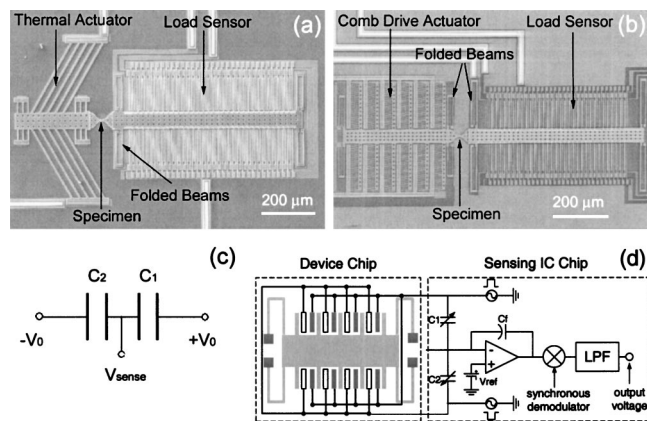 Thermal Actuator
Load Sensor
(a)
Folded Beams
Specimen
200 μm
Comb Drive Actuator
Load Sensor
(b)
Folded Beams
Specimen
200 μm
(c)
C2
C1
-V0
+V0
Vsense
Device Chip
Sensing IC Chip
(d)
C1
Cf
C2
-
+
Vref
LPF
synchronous
demodulator
output
voltage